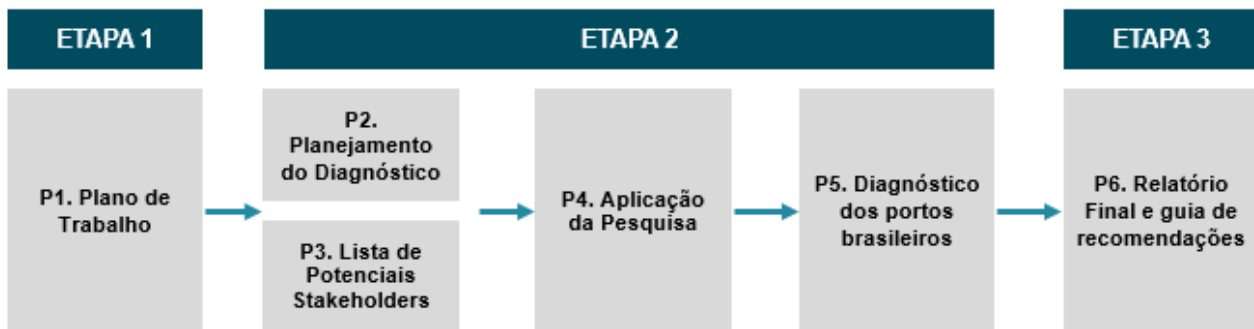 ETAPA 1
ETAPA 2
ETAPA 3
P1. Plano de
Trabalho
P2.
Planejamento
do Diagnóstico
P3. Lista de
Potenciais
Stakeholders
P4. Aplicação
da Pesquisa
P5. Diagnóstico
dos portos
brasileiros
P6. Relatório
Final e guia de
recomendações